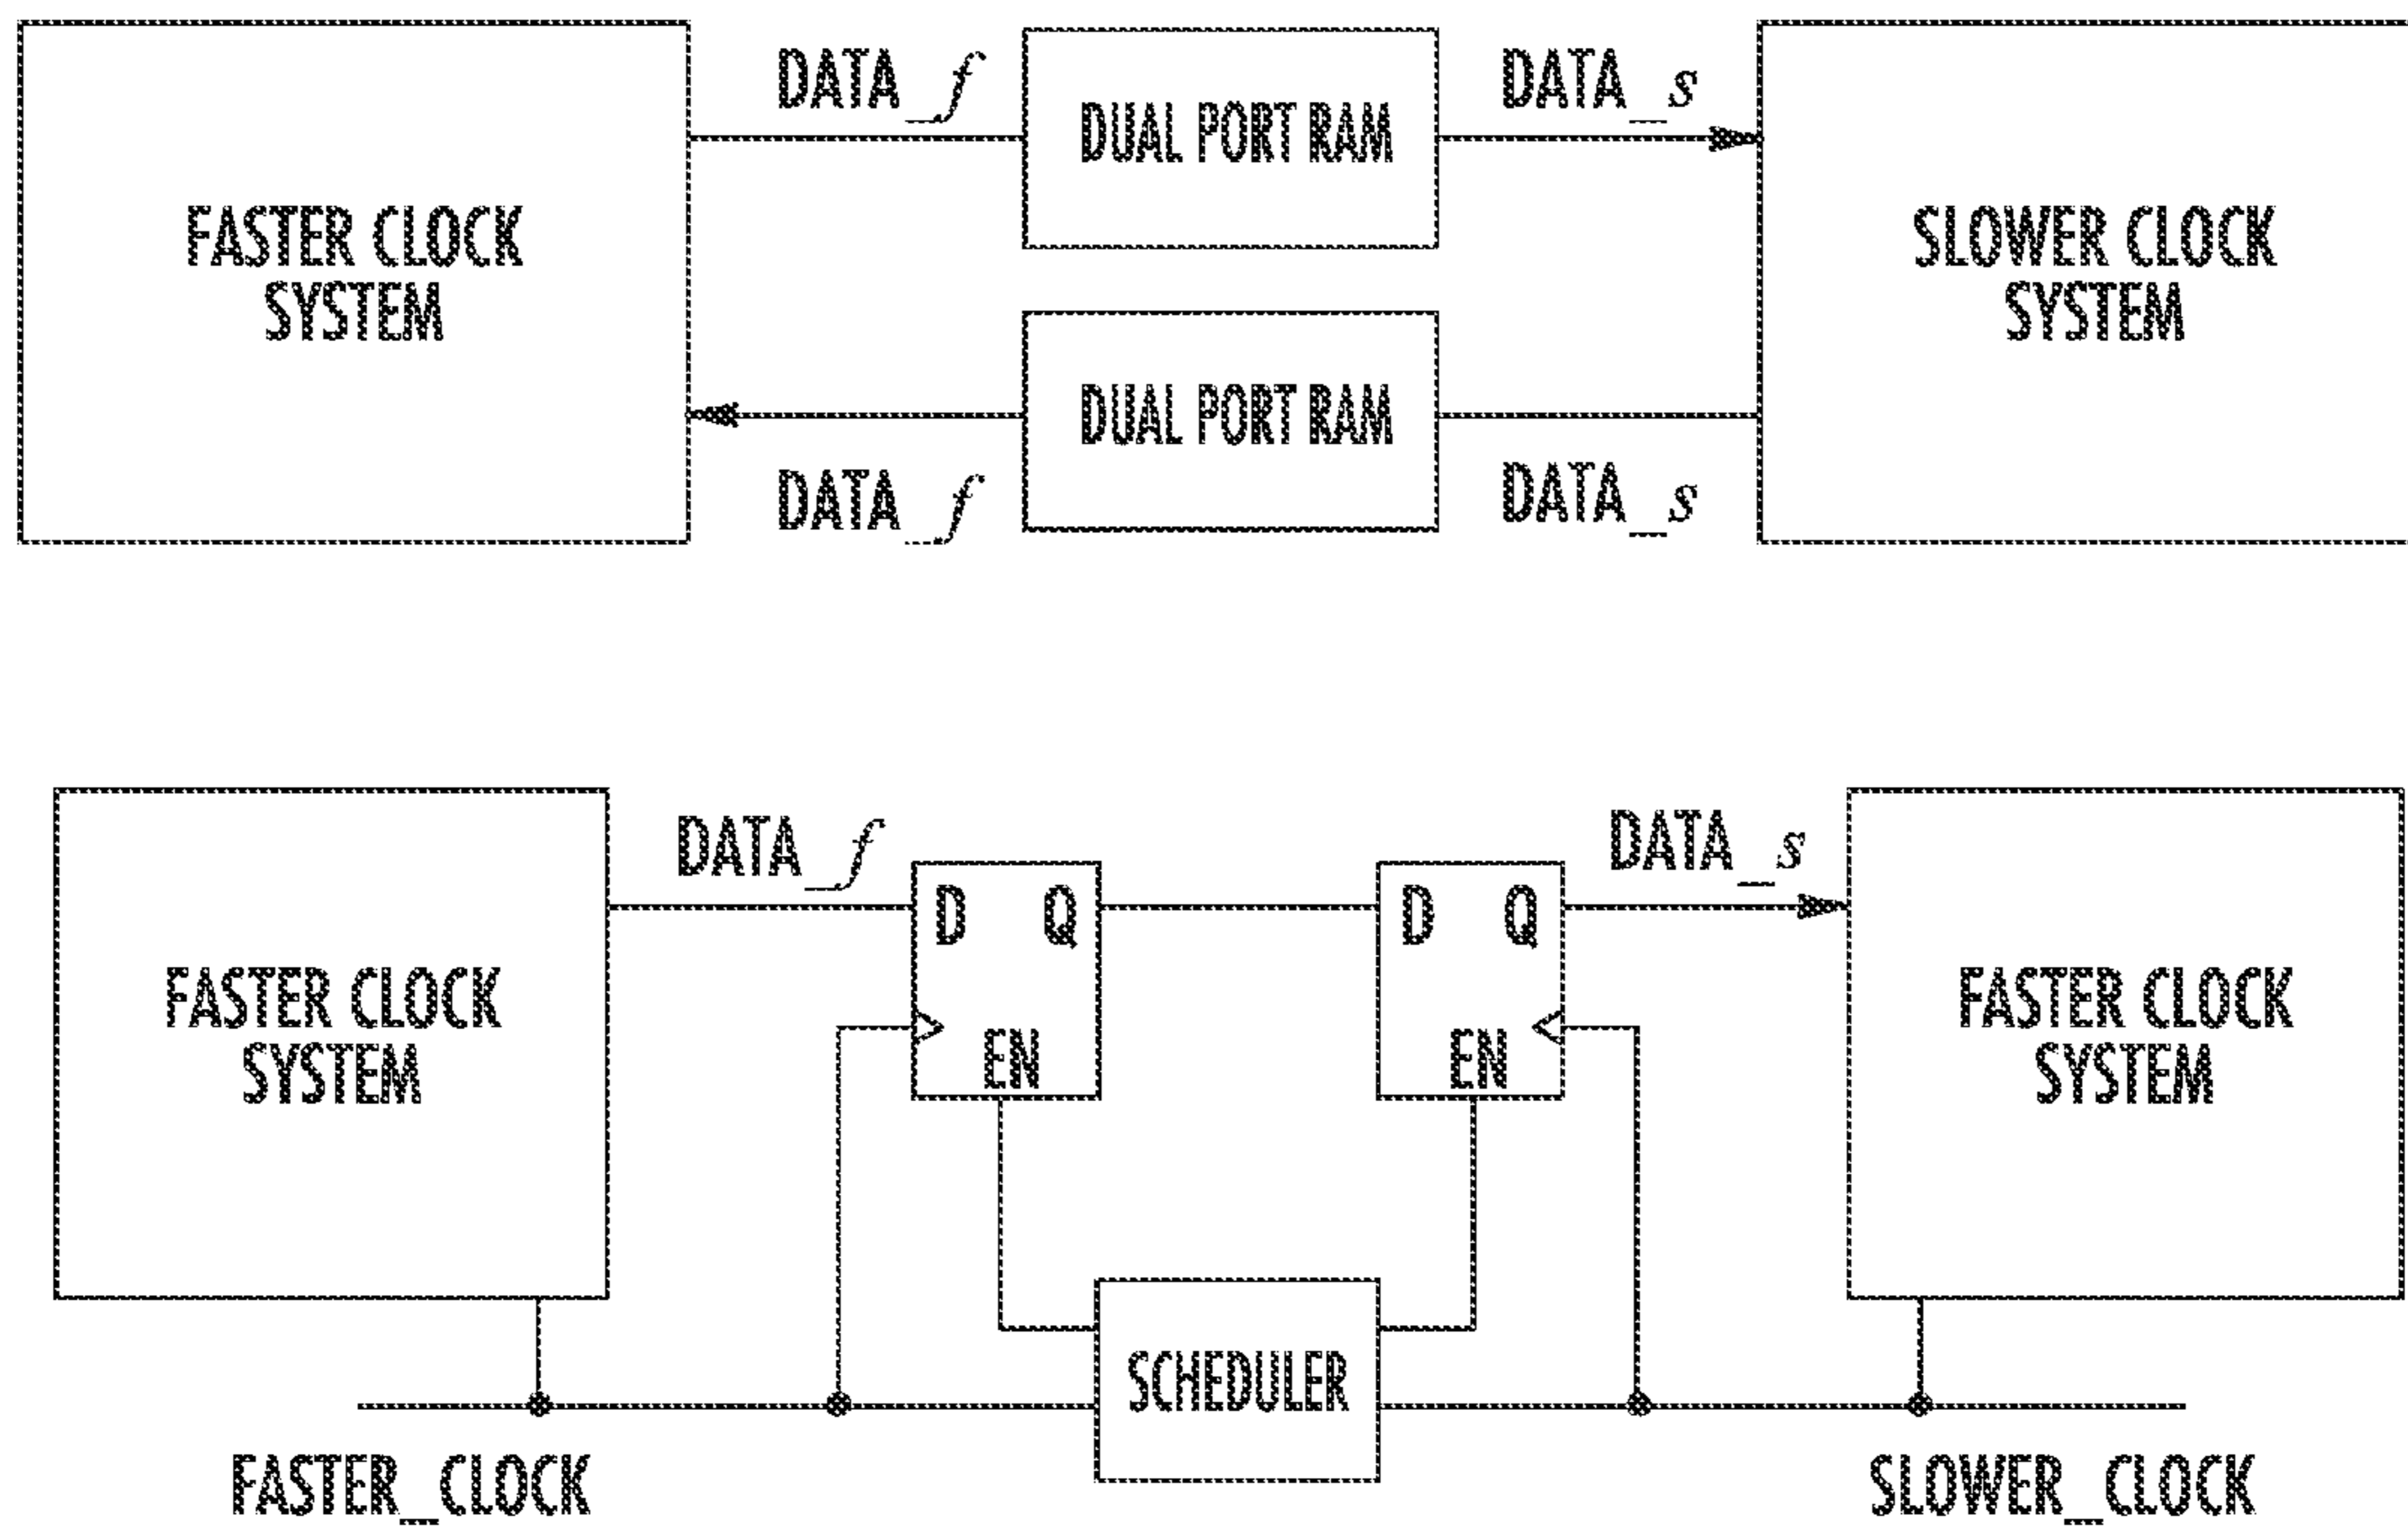 DATA_f
DUAL PORT RAM
DATA_s
FASTER CLOCK
SYSTEM
SLOWER CLOCK
SYSTEM
DUAL PORT RAM
DATA_f
DATA_s
DATA_f
DATA_s
D Q
D Q
FASTER CLOCK
SYSTEM
EN
EN
FASTER CLOCK
SYSTEM
SCHEDULER
FASTER_CLOCK
SLOWER_CLOCK